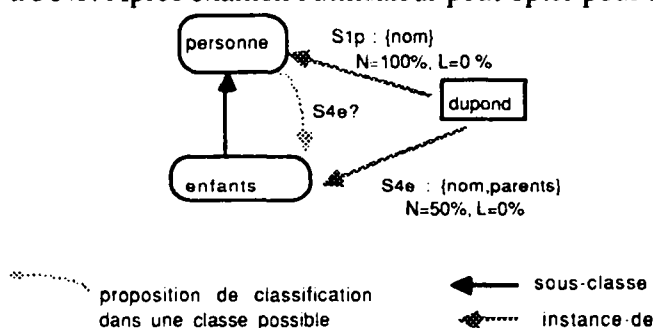 personne
S1p : {nom}
N=100%, L=0 %
dupond
S4e?
enfants
S4e : {nom,parents}
N=50%, L=0%
proposition de classification
dans une classe possible
sous-classe
instance-de